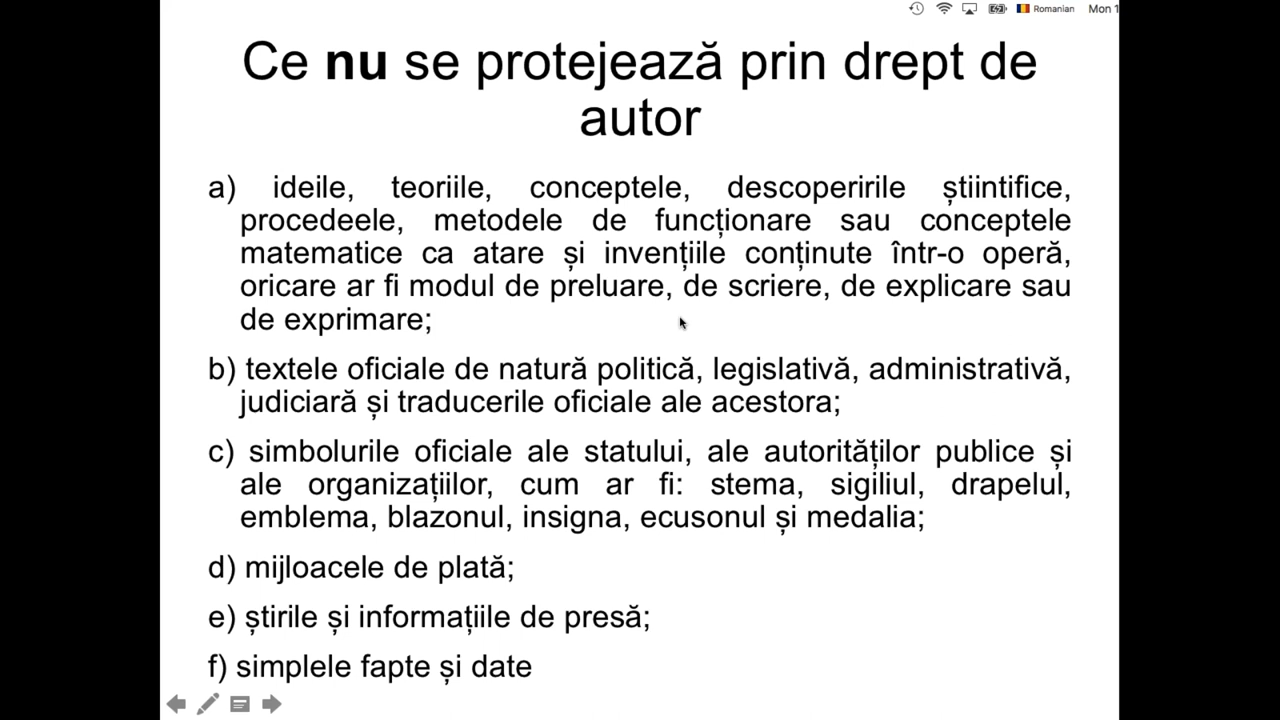 Romanian Mon 1
Ce nu se protejează prin drept de
autor
a) ideile, teoriile, conceptele, descoperirile științifice,
procedeele, metodele de funcționare sau conceptele
matematice ca atare și invențiile conținute într-o operă,
oricare ar fi modul de preluare, de scriere, de explicare sau
de exprimare;
b) textele oficiale de natură politică, legislativă, administrativă,
judiciară și traducerile oficiale ale acestora;
c) simbolurile oficiale ale statului, ale autorităților publice și
ale organizațiilor, cum ar fi: stema, sigiliul, drapelul,
emblema, blazonul, insigna, ecusonul și medalia;
d) mijloacele de plată;
e) știrile și informațiile de presă;
f) simplele fapte și date